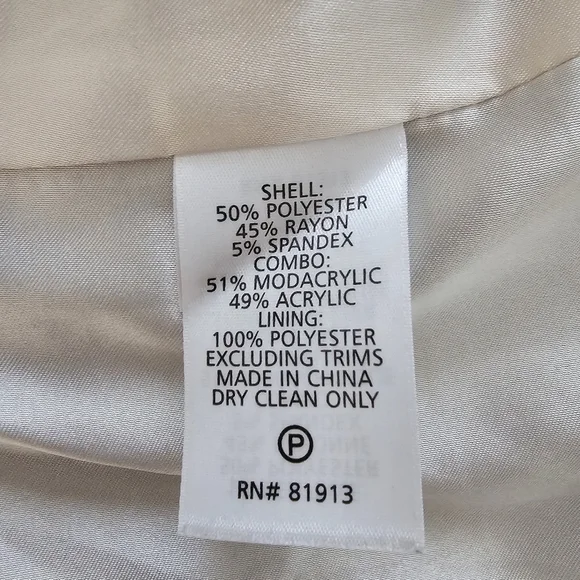 SHELL:
50% POLYESTER
45% RAYON
5% SPANDEX
COMBO:
51% MODACRYLIC
49% ACRYLIC
LINING:
100% POLYESTER
EXCLUDING TRIMS
MADE IN CHINA
DRY CLEAN ONLY
P
RN# 81913